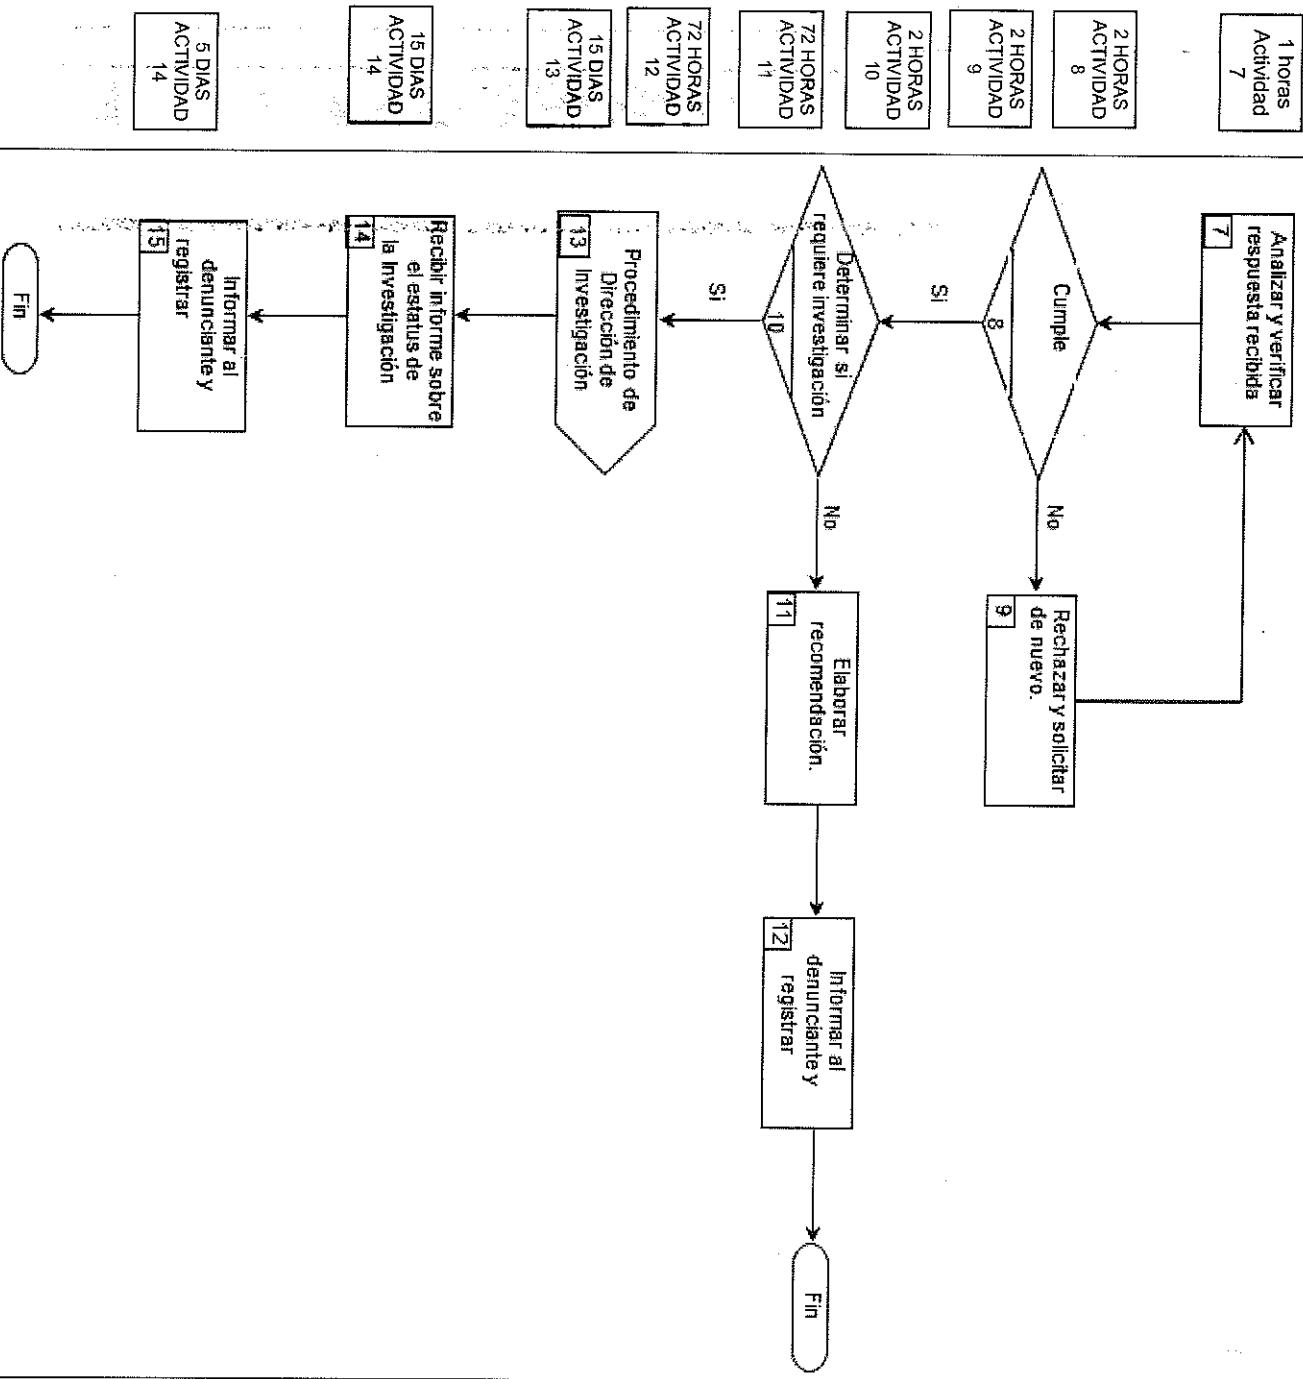 1 horas
Actividad
7
2 HORAS
ACTIVIDAD
8
2 HORAS
ACTIVIDAD
9
2 HORAS
ACTIVIDAD
10
72 HORAS
ACTIVIDAD
11
72 HORAS
ACTIVIDAD
12
15 DIAS
ACTIVIDAD
13
15 DIAS
ACTIVIDAD
14
5 DIAS
ACTIVIDAD
14
Analizar y verificar
respuesta recibida
7
Cumple
8
No
Rechazar y solicitar
de nuevo.
9
Si
Determinar si
requiere investigación
10
No
Elaborar
recomendación.
11
Informar al
denunciante y
registrar
12
Fin
Si
Procedimiento de
Dirección de
Investigación
13
Recibir informe sobre
el estatus de
la Investigación
14
Informar al
denunciante y
registrar
15
Fin